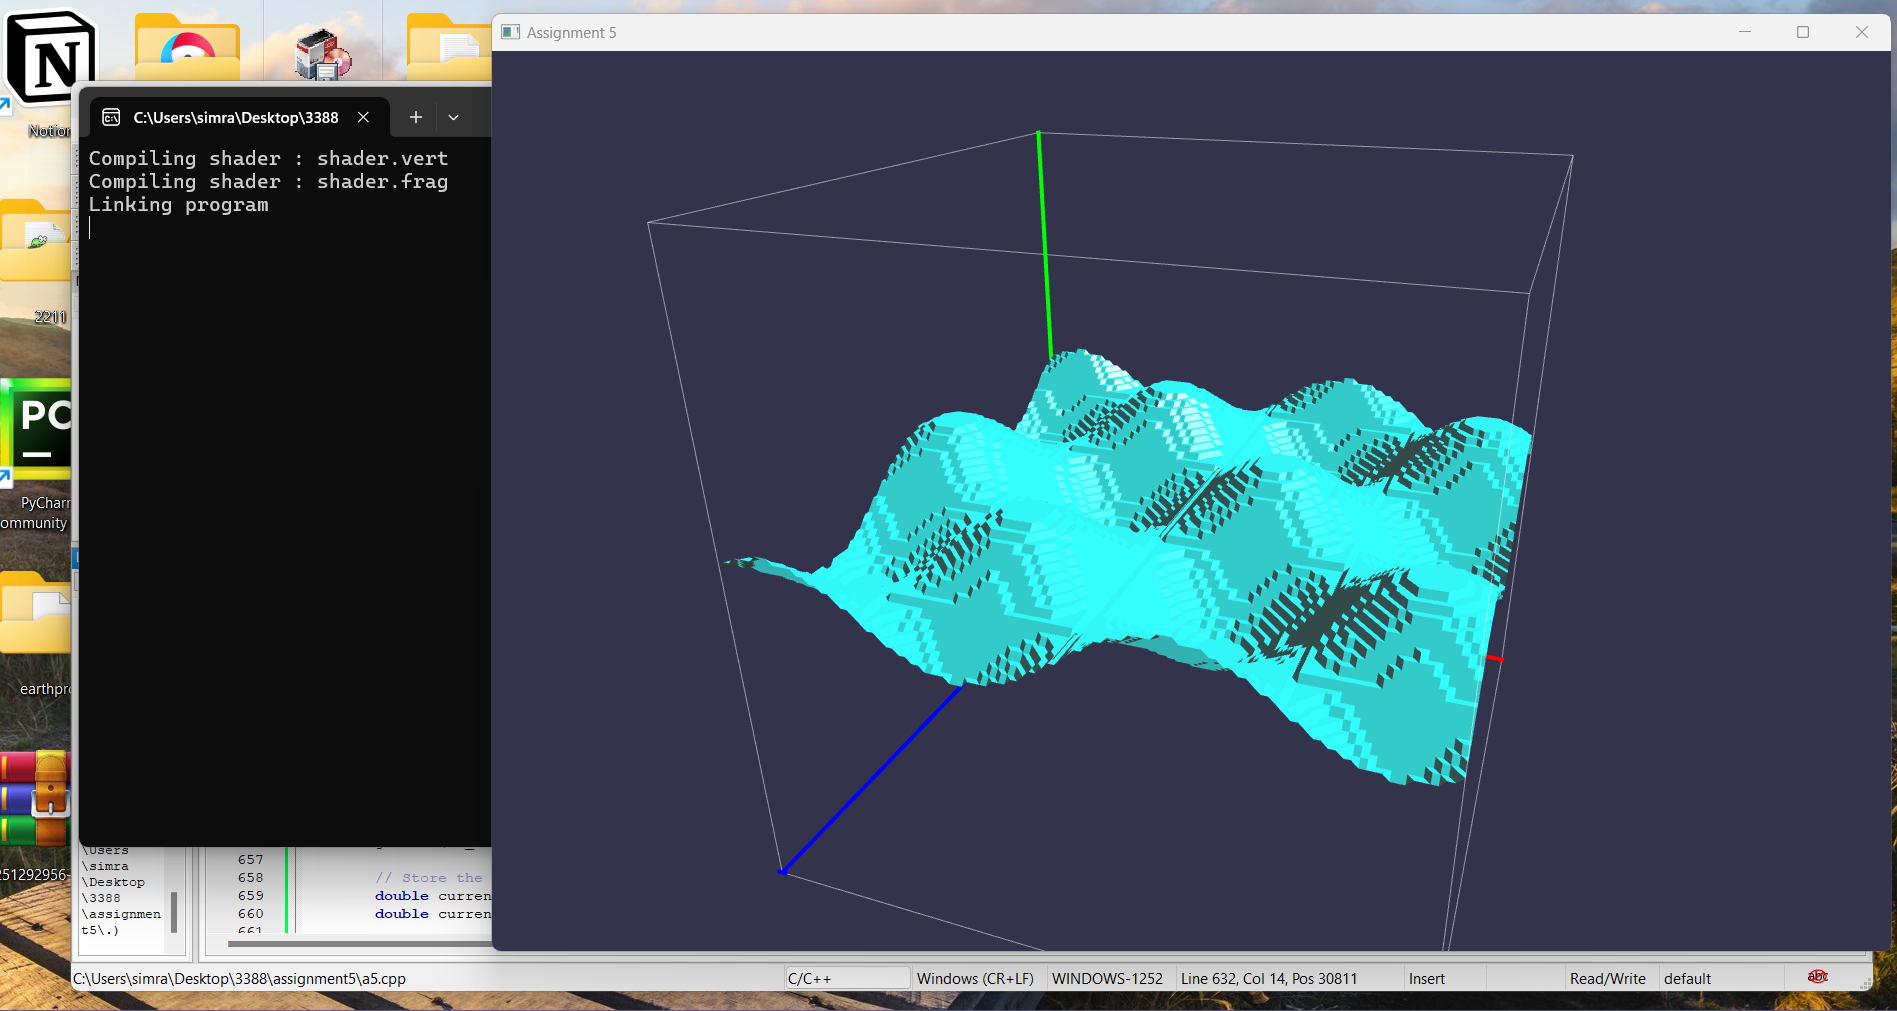 Assignment 5
C:\Users\simra\Desktop\3388
Compiling shader : shader.vert
Compiling shader : shader.frag
Linking program
Notion
2211
PC
PyCharr
ommunity
earthpro
251292956-
\Users
\simra
\Desktop
\3388
\assignmen
t5\.)
657
658 // Store the
659 double curren
660 double curren
661
C:\Users\simra\Desktop\3388\assignment5\a5.cpp
C/C++
Windows (CR+LF)
WINDOWS-1252
Line 632, Col 14, Pos 30811
Insert
Read/Write
default
abc